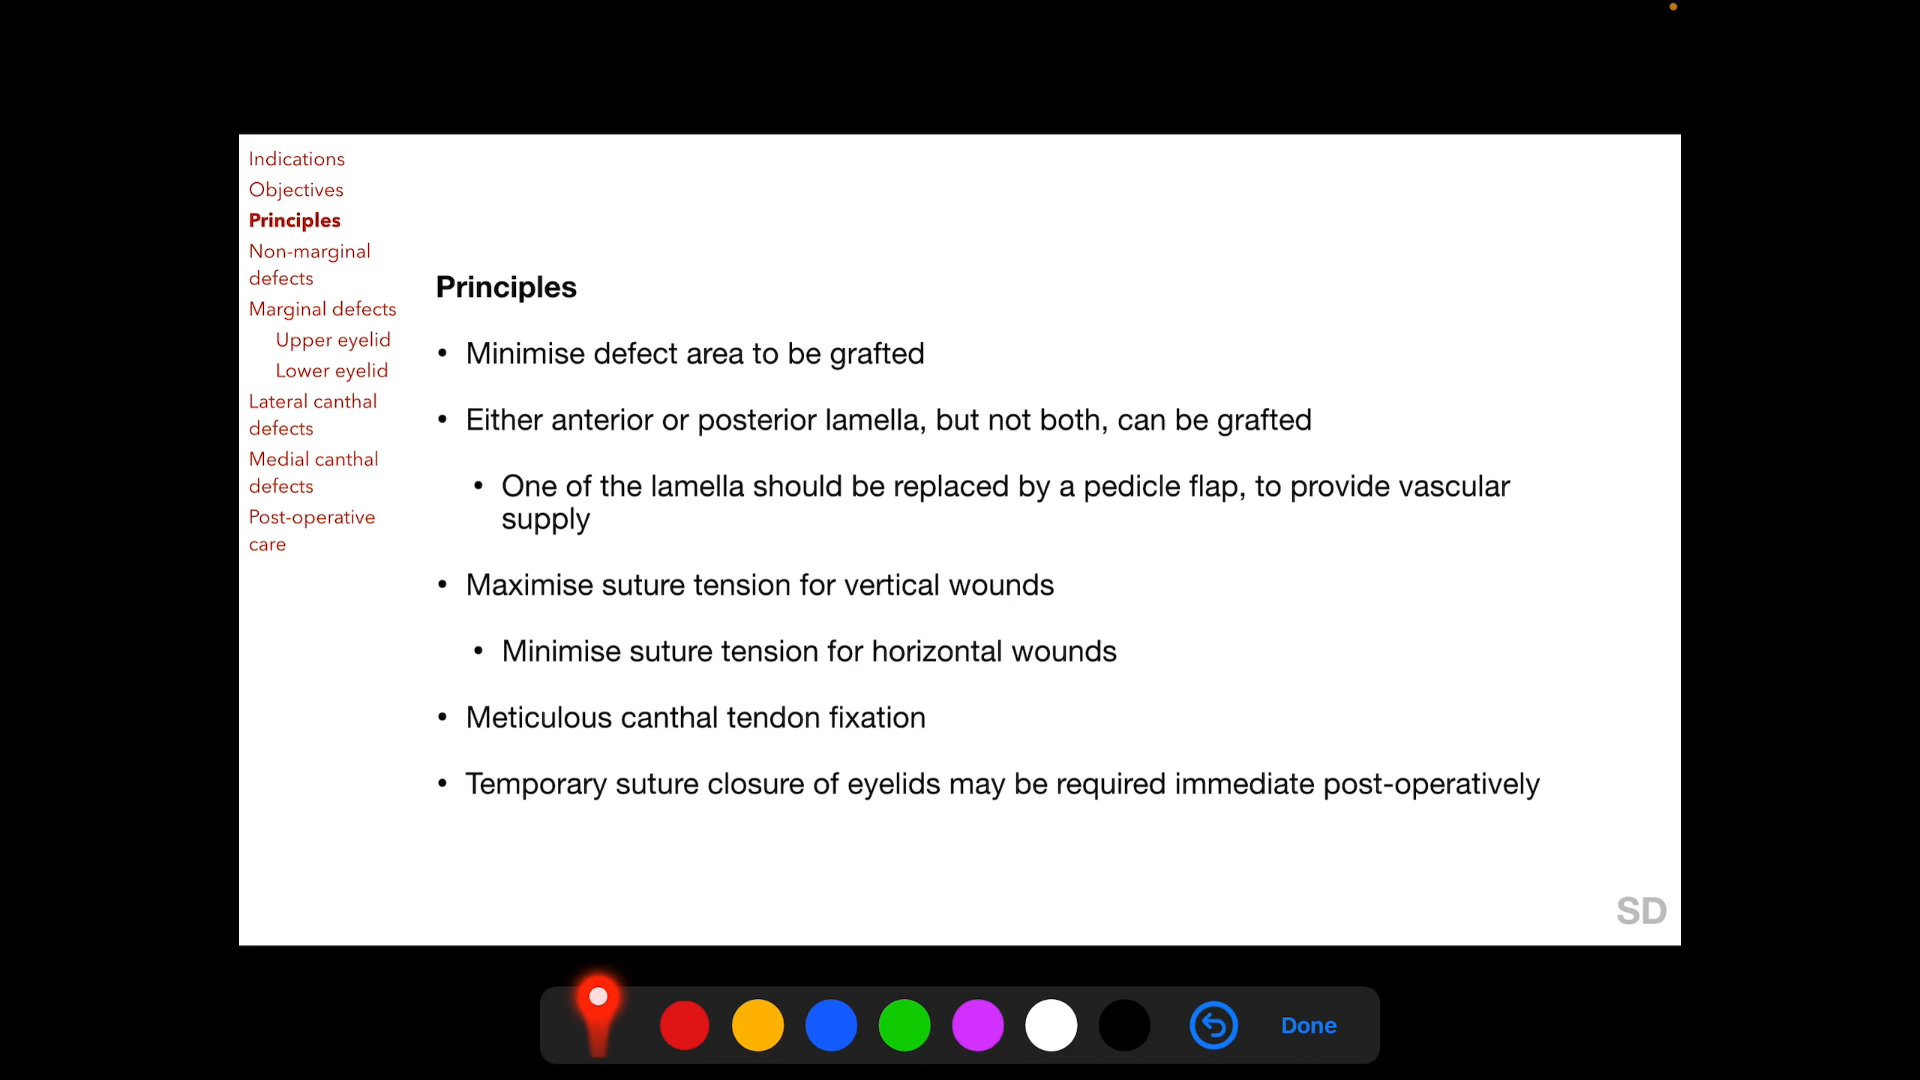 Indications
Objectives
Principles
Non-marginal
defects
Marginal defects
Upper eyelid
Lower eyelid
Lateral canthal
defects
Medial canthal
defects
Post-operative
care
Principles
• Minimise defect area to be grafted
• Either anterior or posterior lamella, but not both, can be grafted
• One of the lamella should be replaced by a pedicle flap, to provide vascular
supply
• Maximise suture tension for vertical wounds
• Minimise suture tension for horizontal wounds
• Meticulous canthal tendon fixation
• Temporary suture closure of eyelids may be required immediate post-operatively
SD
Done